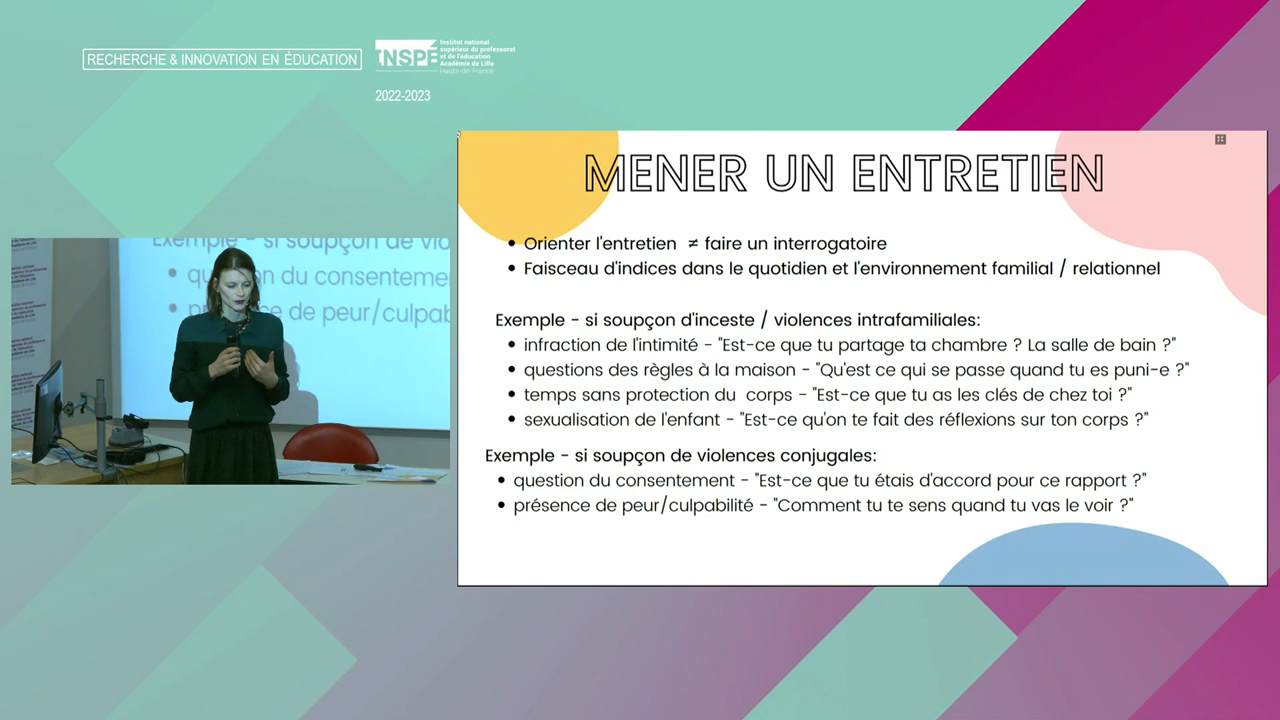 RECHERCHE & INNOVATION EN ÉDUCATION
INSPÉ
Institut national
supérieur du professorat
et de l'éducation
Académie de Lille
Hauts-de-France
2022-2023
MENER UN ENTRETIEN
• Orienter l'entretien ≠ faire un interrogatoire
• Faisceau d'indices dans le quotidien et l'environnement familial / relationnel
Exemple - si soupçon d'inceste / violences intrafamiliales:
• infraction de l'intimité - "Est-ce que tu partage ta chambre ? La salle de bain ?"
• questions des règles à la maison - "Qu'est ce qui se passe quand tu es puni-e ?"
• temps sans protection du corps - "Est-ce que tu as les clés de chez toi ?"
• sexualisation de l'enfant - "Est-ce qu'on te fait des réflexions sur ton corps ?"
Exemple - si soupçon de violences conjugales:
• question du consentement - "Est-ce que tu étais d'accord pour ce rapport ?"
• présence de peur/culpabilité - "Comment tu te sens quand tu vas le voir ?"
Exemple - si soupçon de vio
• qu on du consenteme
• p ce de peur/culpab